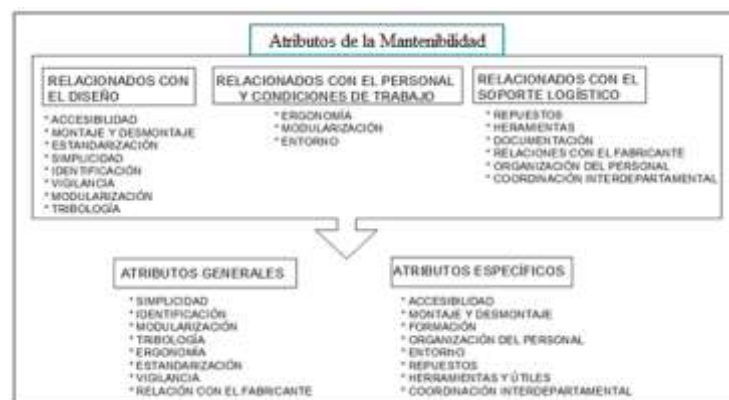 Atributos de la Mantenibilidad
RELACIONADOS CON
EL DISEÑO
* ACCESIBILIDAD
* MONTAJE Y DESMONTAJE
* ESTANDARIZACIÓN
* SIMPLICIDAD
* IDENTIFICACIÓN
* VIGILANCIA
* MODULARIZACIÓN
* TRIBOLOGÍA
RELACIONADOS CON EL PERSONAL
Y CONDICIONES DE TRABAJO
* ERGONOMÍA
* MODULARIZACIÓN
* ENTORNO
RELACIONADOS CON EL
SOPORTE LOGÍSTICO
* REPUESTOS
* HERAMIENTAS
* DOCUMENTACIÓN
* RELACIONES CON EL FABRICANTE
* ORGANIZACIÓN DEL PERSONAL
* COORDINACIÓN INTERDEPARTAMENTAL
ATRIBUTOS GENERALES
* SIMPLICIDAD
* IDENTIFICACIÓN
* MODULARIZACIÓN
* TRIBOLOGÍA
* ERGONOMÍA
* ESTANDARIZACIÓN
* VIGILANCIA
* RELACIÓN CON EL FABRICANTE
ATRIBUTOS ESPECÍFICOS
* ACCESIBILIDAD
* MONTAJE Y DESMONTAJE
* FORMACIÓN
* ORGANIZACIÓN DEL PERSONAL
* ENTORNO
* REPUESTOS
* HERRAMIENTAS Y ÚTILES
* COORDINACIÓN INTERDEPARTAMENTAL